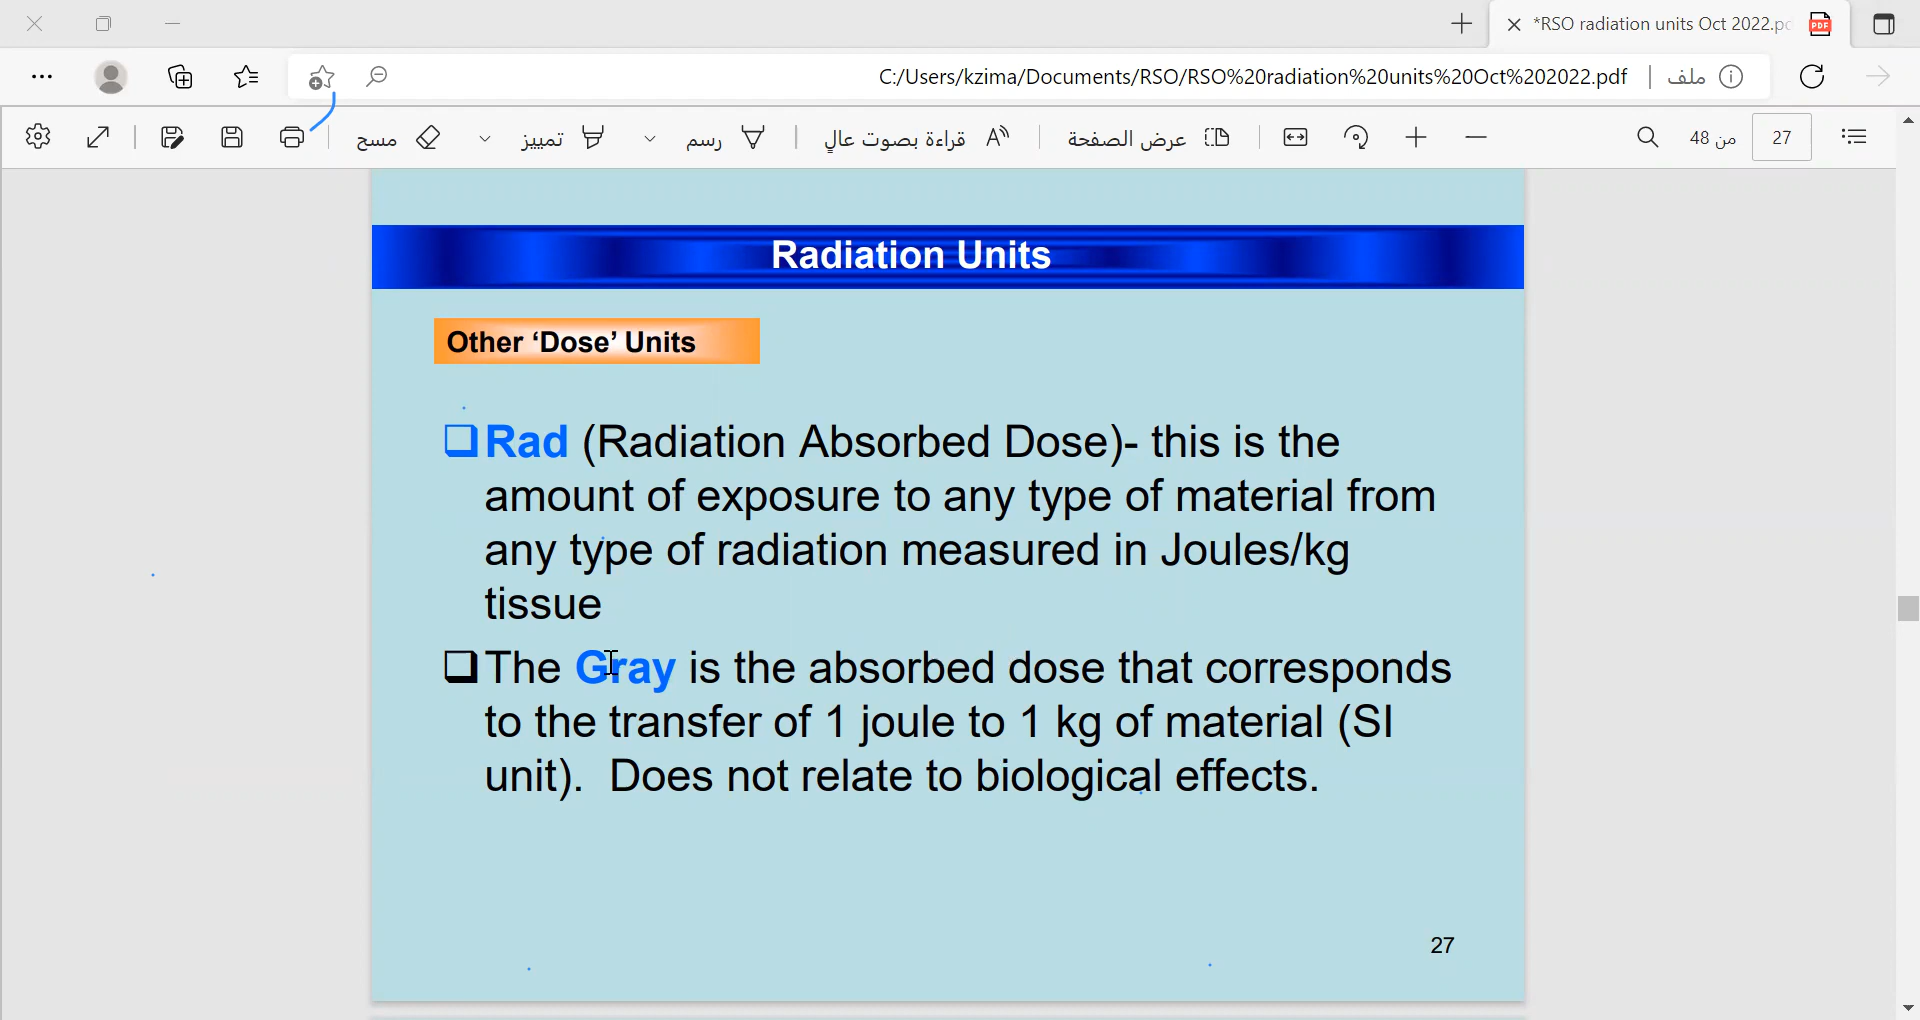 *RSO radiation units Oct 2022.p
PDF
C:/Users/kzima/Documents/RSO/RSO%20radiation%20units%20Oct%202022.pdf
ملف
27
من 48
عرض الصفحة
قراءة بصوت عالٍ
رسم
تمييز
مسح
Radiation Units
Other ‘Dose’ Units
Rad (Radiation Absorbed Dose)- this is the
amount of exposure to any type of material from
any type of radiation measured in Joules/kg
tissue
The Gray is the absorbed dose that corresponds
to the transfer of 1 joule to 1 kg of material (SI
unit). Does not relate to biological effects.
27